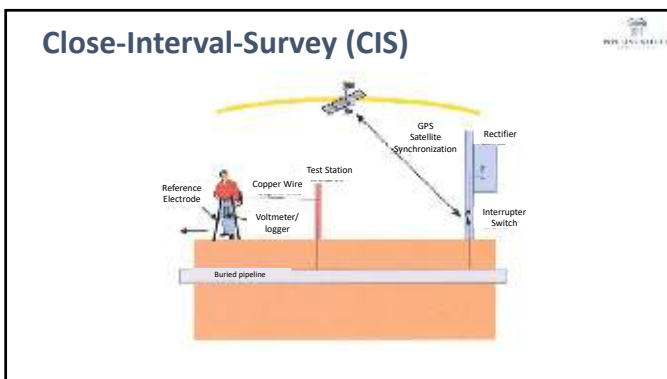 Close-Interval-Survey (CIS)
GPS
Satellite
Synchronization
Rectifier
Test Station
Copper Wire
Reference
Electrode
Voltmeter/
logger
Interrupter
Switch
Buried pipeline